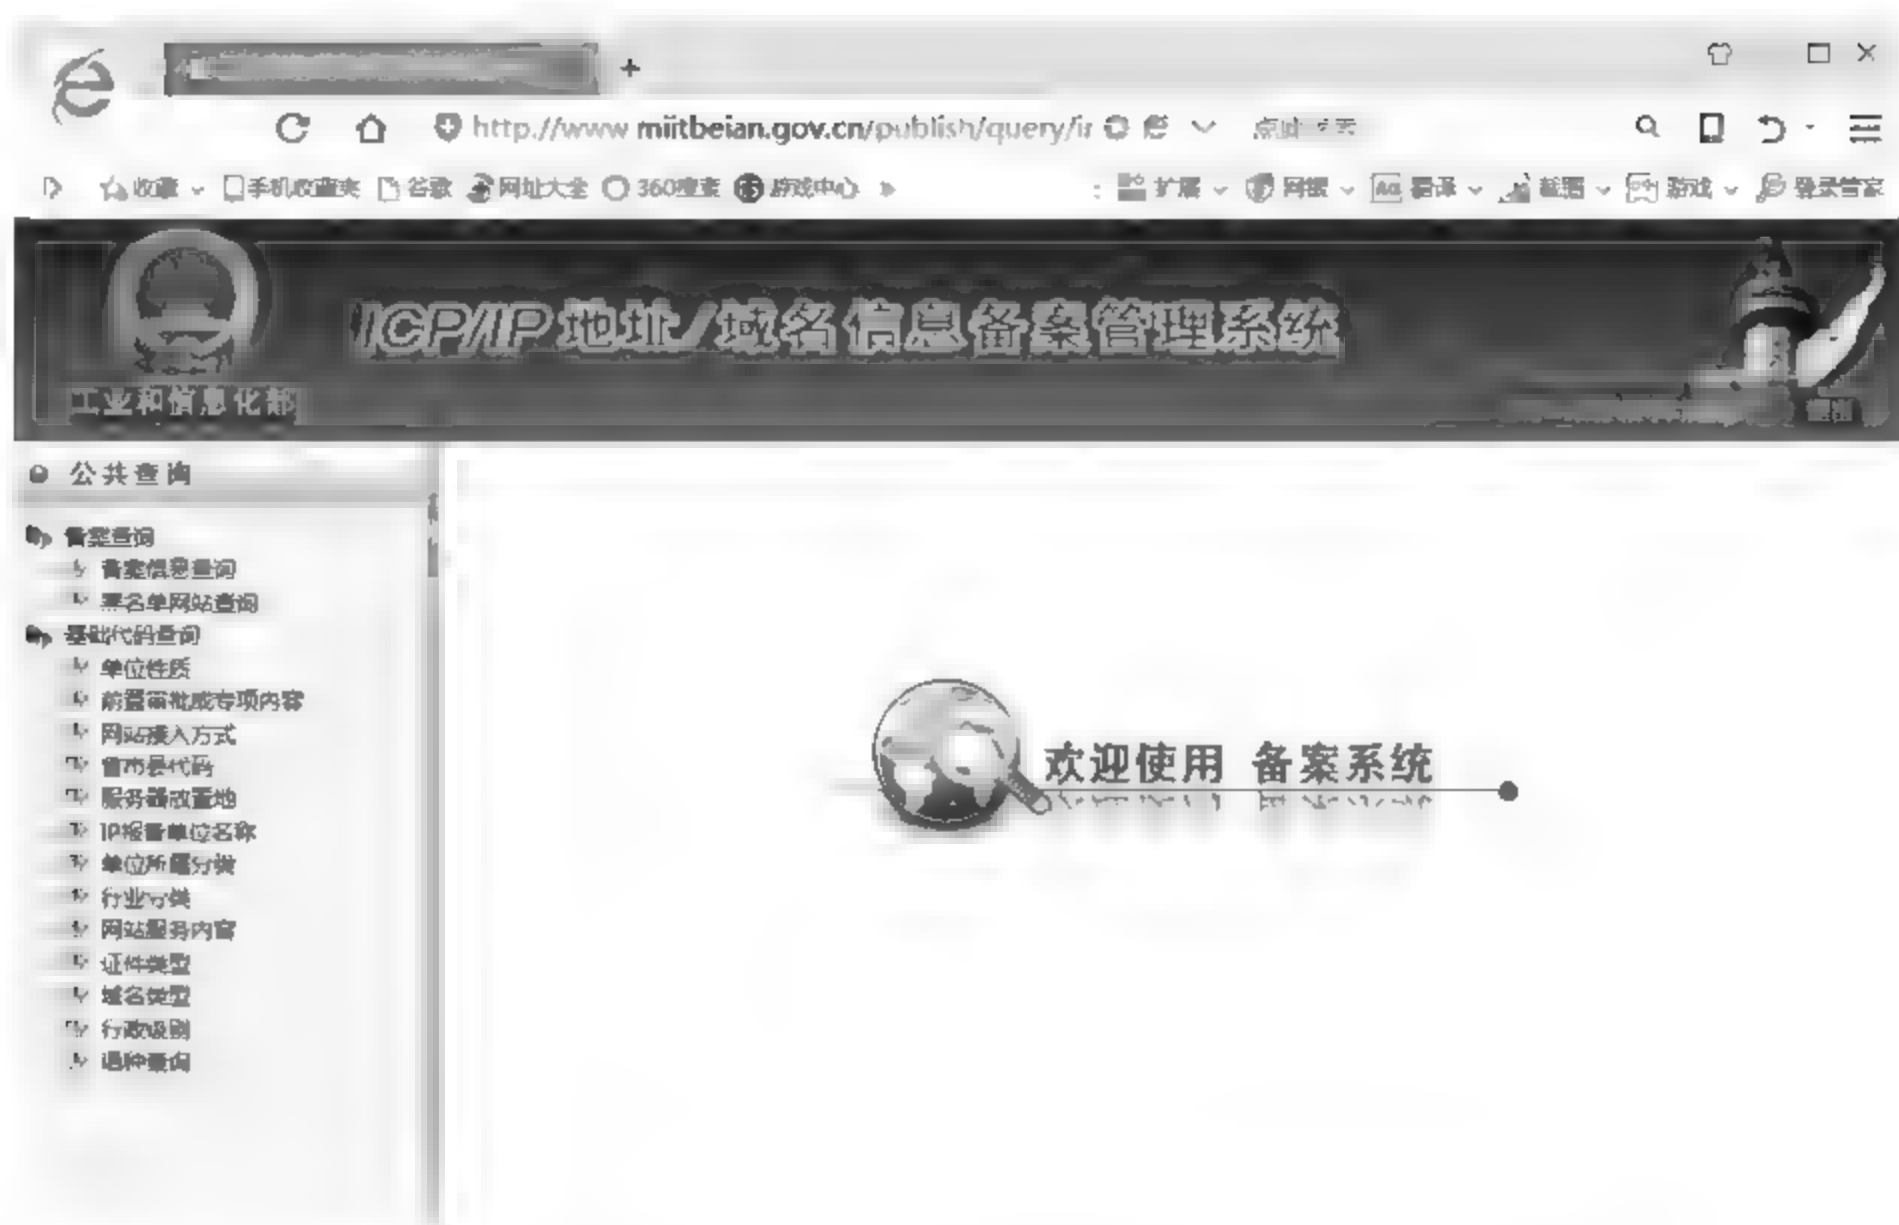 http://www.miitbeian.gov.cn/publish/query/ir
收藏 手机收藏夹 谷歌 网址大全 360搜索 游戏中心 扩展 网银 翻译 截图 游戏 登录管家
ICP/IP 地址/域名信息备案管理系统
工业和信息化部
公共查询
备案查询
备案信息查询
黑名单网站查询
基础代码查询
单位性质
前置审批或专项内容
网站接入方式
省市县代码
服务器放置地
IP报备单位名称
单位所属分类
行业分类
网站服务内容
证件类型
域名类型
行政级别
语种查询
欢迎使用 备案系统